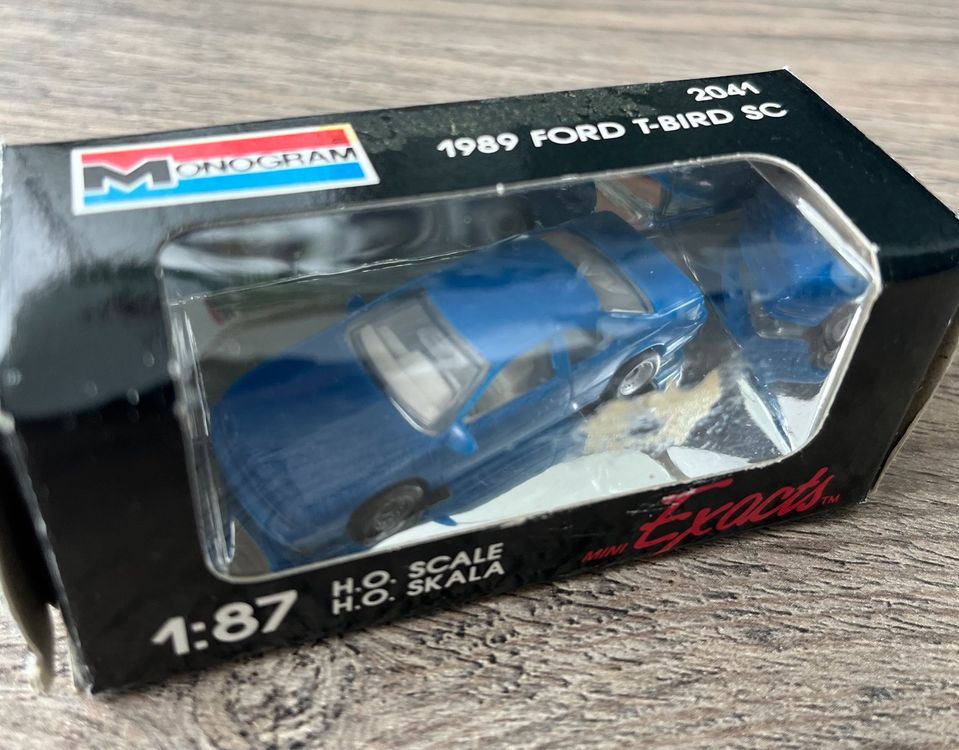 MONOGRAM
2041
1989 FORD T-BIRD SC
MINI Exacts™
1:87
H.O. SCALE
H.O. SKALA